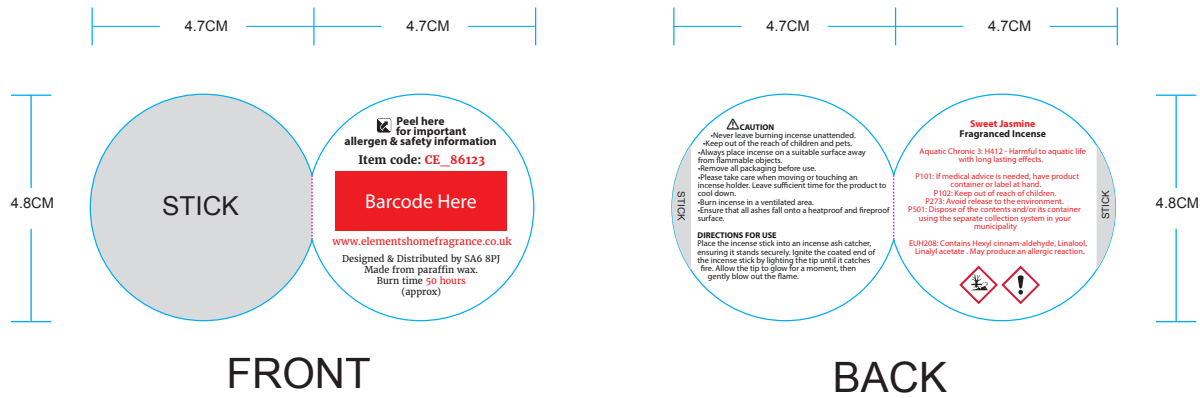 4.7CM
4.7CM
4.7CM
4.7CM
4.8CM
STICK
Peel here
for important
allergen & safety information
Item code: CE_86123
Barcode Here
www.elementshomefragrance.co.uk
Designed & Distributed by SA6 8PJ
Made from paraffin wax.
Burn time 50 hours
(approx)
FRONT
STICK
CAUTION
•Never leave burning incense unattended.
•Keep out of the reach of children and pets.
•Always place incense on a suitable surface away
from flammable objects.
•Remove all packaging before use.
•Please take care when moving or touching an
incense holder. Leave sufficient time for the product to
cool down.
•Burn incense in a ventilated area.
•Ensure that all ashes fall onto a heatproof and fireproof
surface.
DIRECTIONS FOR USE
Place the incense stick into an incense ash catcher,
ensuring it stands securely. Ignite the coated end of
the incense stick by lighting the tip until it catches
fire. Allow the tip to glow for a moment, then
gently blow out the flame.
Sweet Jasmine
Fragranced Incense
Aquatic Chronic 3: H412 - Harmful to aquatic life
with long lasting effects.
P101: If medical advice is needed, have product
container or label at hand.
P102: Keep out of reach of children.
P273: Avoid release to the environment.
P501: Dispose of the contents and/or its container
using the separate collection system in your
municipality
EUH208: Contains Hexyl cinnam-aldehyde, Linalool,
Linalyl acetate . May produce an allergic reaction.
STICK
4.8CM
BACK